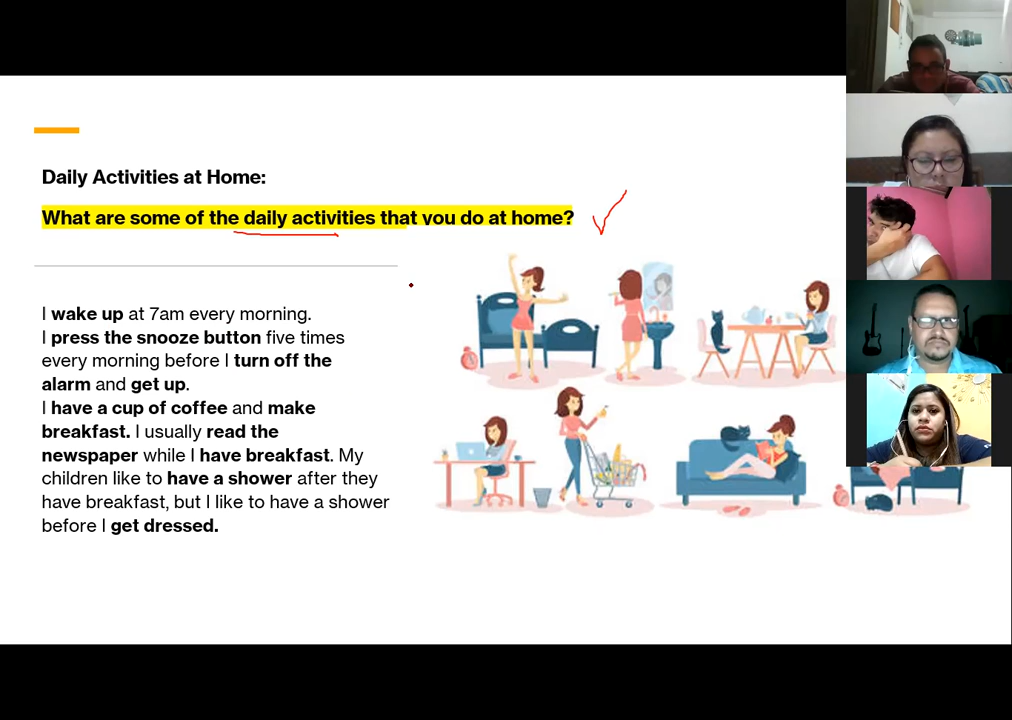 Daily Activities at Home:
What are some of the daily activities that you do at home?
I wake up at 7am every morning.
I press the snooze button five times
every morning before I turn off the
alarm and get up.
I have a cup of coffee and make
breakfast. I usually read the
newspaper while I have breakfast. My
children like to have a shower after they
have breakfast, but I like to have a shower
before I get dressed.